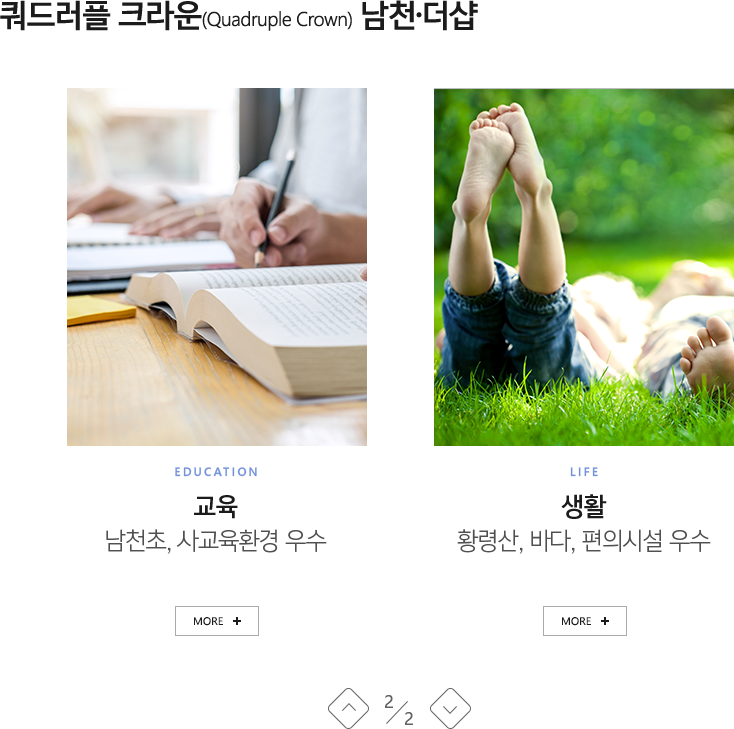 쿼드러플 크라운(Quadruple Crown) 남천·더샵
EDUCATION
교육
남천초, 사교육환경 우수
MORE +
LIFE
생활
황령산, 바다, 편의시설 우수
MORE +
2/2